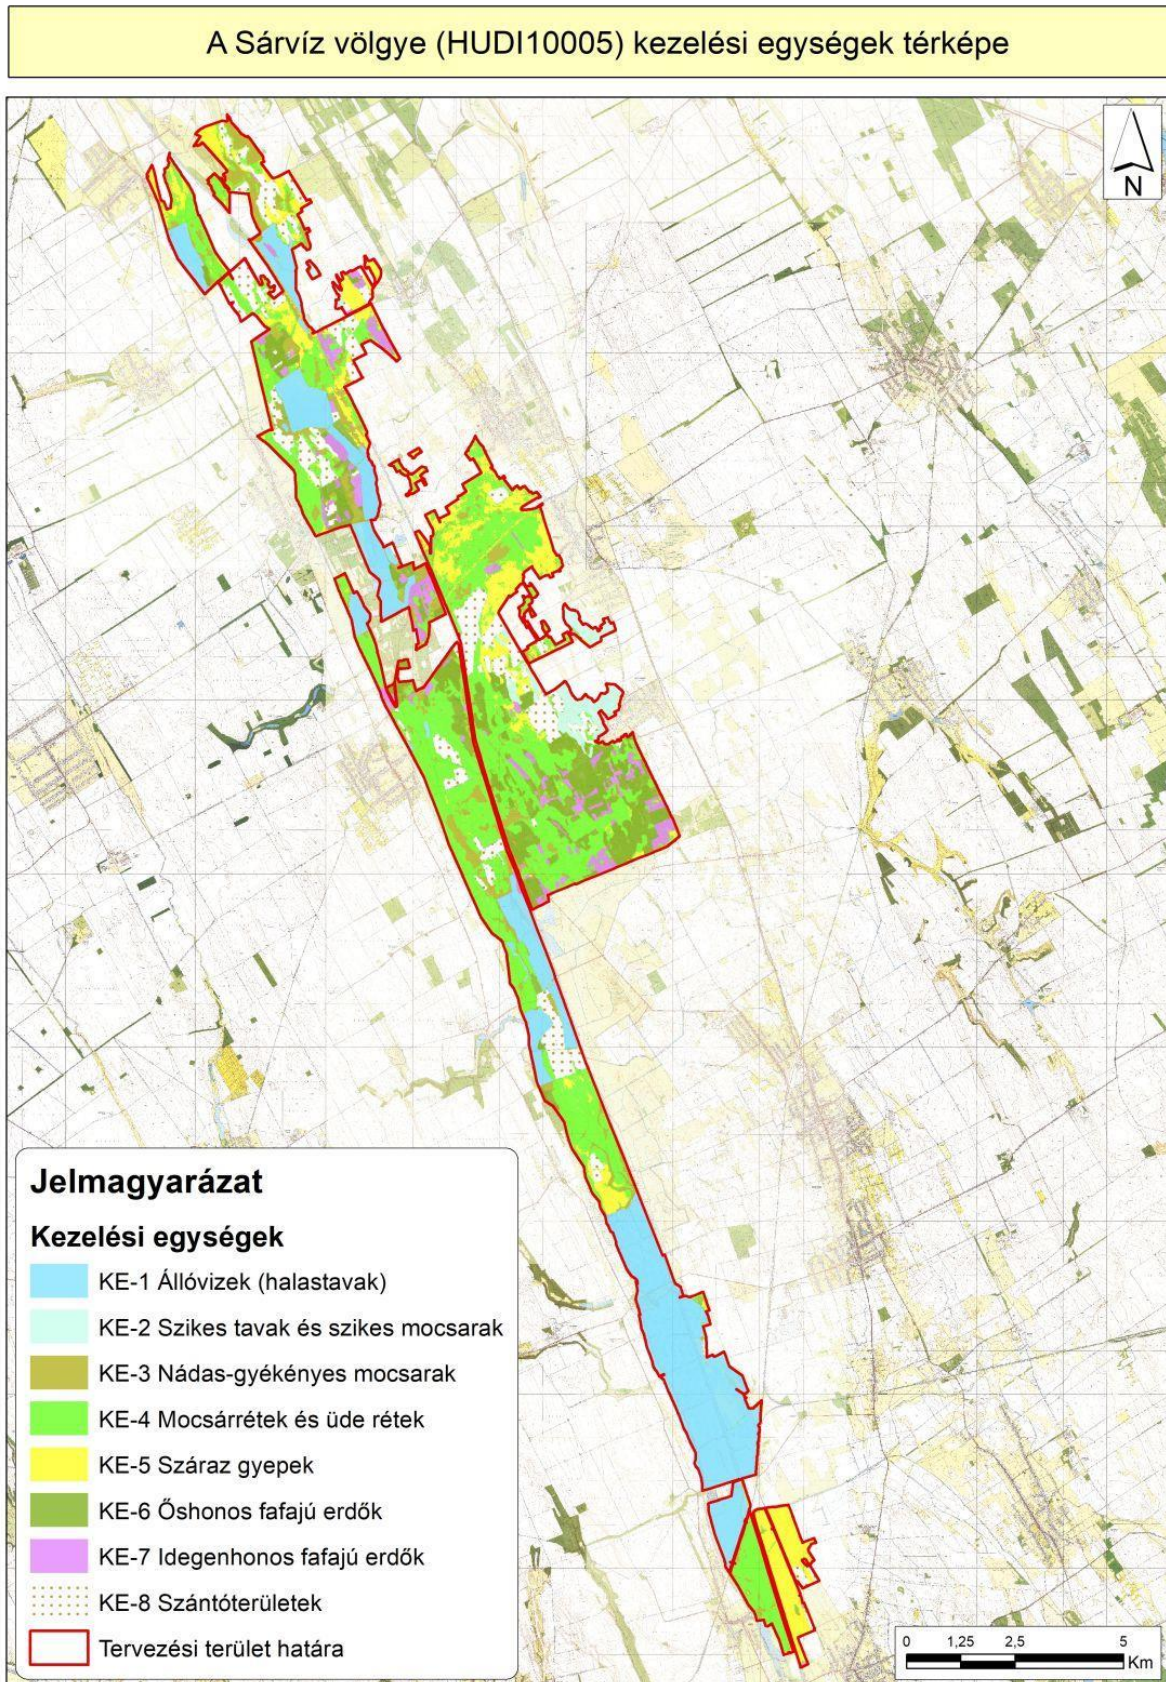 A Sárvíz völgye (HUDI10005) kezelési egységek térképe
N
Jelmagyarázat
Kezelési egységek
KE-1 Állóvizek (halastavak)
KE-2 Szikes tavak és szikes mocsarak
KE-3 Nádas-gyékényes mocsarak
KE-4 Mocsárrétek és üde rétek
KE-5 Száraz gyepek
KE-6 Őshonos fafajú erdők
KE-7 Idegenhonos fafajú erdők
KE-8 Szántóterületek
Tervezési terület határa
0 1,25 2,5 5
Km